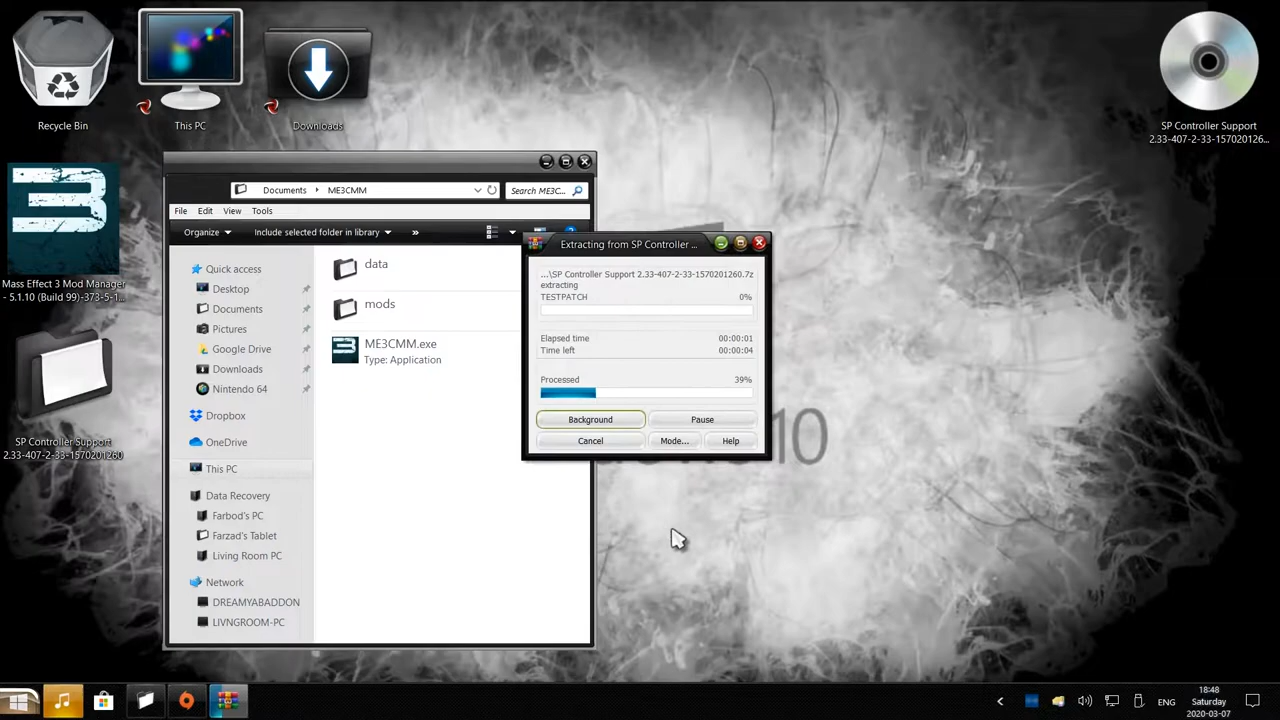 Recycle Bin
This PC
Downloads
SP Controller Support
2.33-407-2-33-157020126...
Mass Effect 3 Mod Manager
- 5.1.10 (Build 99)-373-5-1...
SP Controller Support
2.33-407-2-33-1570201260
Documents
ME3CMM
Search ME3C...
File
Edit
View
Tools
Organize
Include selected folder in library
»
Quick access
Desktop
Documents
Pictures
Google Drive
Downloads
Nintendo 64
Dropbox
OneDrive
This PC
Data Recovery
Farbod's PC
Farzad's Tablet
Living Room PC
Network
DREAMYABADDON
LIVNGROOM-PC
data
mods
ME3CMM.exe
Type: Application
Extracting from SP Controller ...
...\SP Controller Support 2.33-407-2-33-1570201260.7z
extracting
TESTPATCH 0%
Elapsed time 00:00:01
Time left 00:00:04
Processed 39%
Background
Pause
Cancel
Mode...
Help
10
ENG
18:48
Saturday
2020-03-07